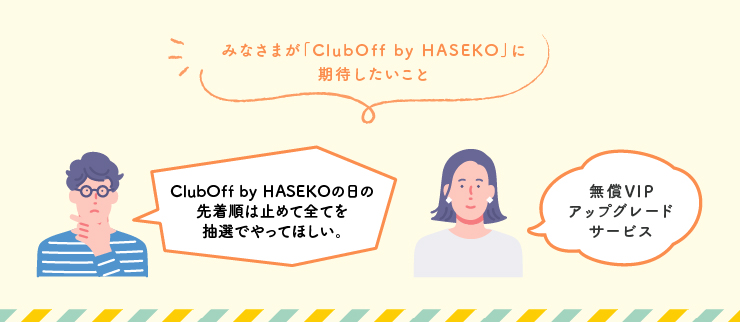 みなさまが「ClubOff by HASEKO」に
期待したいこと
ClubOff by HASEKOの日の
先着順は止めて全てを
抽選でやってほしい。
無償VIP
アップグレード
サービス